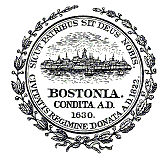 SICUT PATRIBUS SIT DEUS NOBIS.
BOSTONIA.
CONDITA A.D.
1630.
CIVITATIS REGIMINE DONATA A.D. 1822.